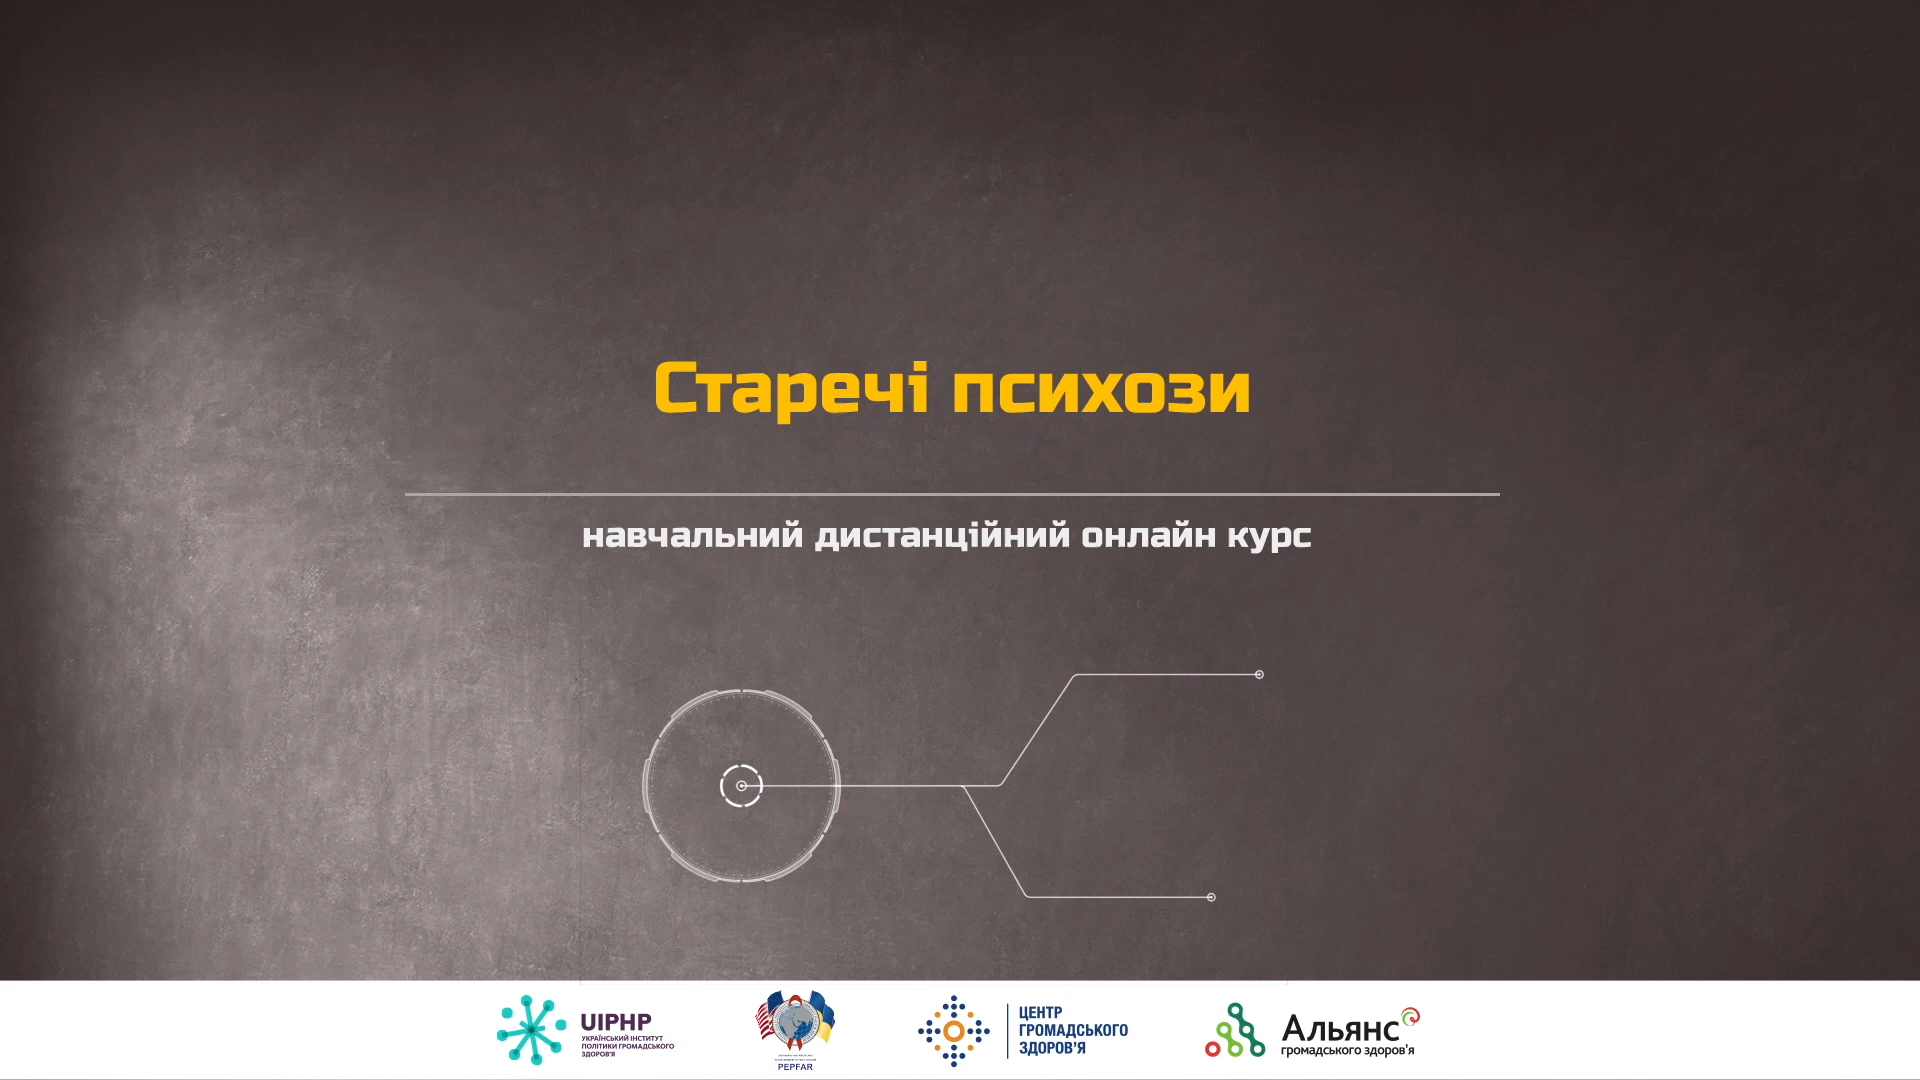 Старечі психози
навчальний дистанційний онлайн курс
UIPHP
УКРАЇНСЬКИЙ ІНСТИТУТ
ПОЛІТИКИ ГРОМАДСЬКОГО
ЗДОРОВ'Я
PEPFAR
ЦЕНТР
ГРОМАДСЬКОГО
ЗДОРОВ'Я
Альянс
громадського здоров'я